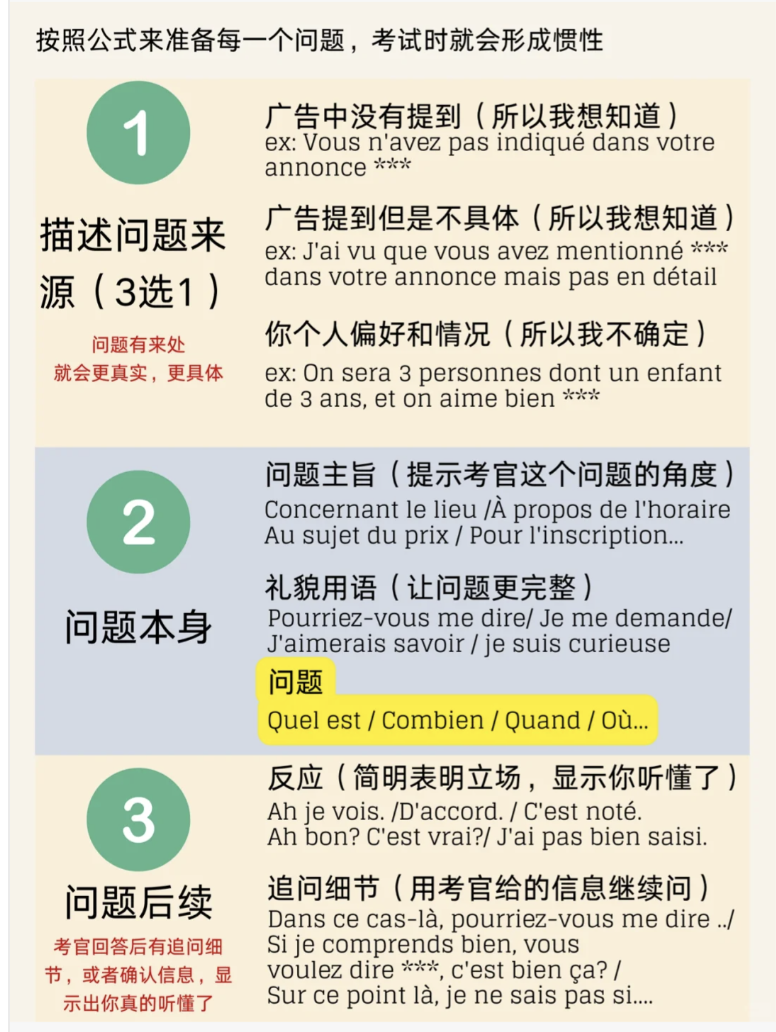 按照公式来准备每一个问题，考试时就会形成惯性
1
描述问题来
源（3选1）
问题有来处
就会更真实，更具体
广告中没有提到（所以我想知道）
ex: Vous n'avez pas indiqué dans votre
annonce ***
广告提到但是不具体（所以我想知道）
ex: J'ai vu que vous avez mentionné ***
dans votre annonce mais pas en détail
你个人偏好和情况（所以我不确定）
ex: On sera 3 personnes dont un enfant
de 3 ans, et on aime bien ***
2
问题本身
问题主旨（提示考官这个问题的角度）
Concernant le lieu /À propos de l'horaire
Au sujet du prix / Pour l'inscription...
礼貌用语（让问题更完整）
Pourriez-vous me dire/ Je me demande/
J'aimerais savoir / je suis curieuse
问题
Quel est / Combien / Quand / Où...
3
问题后续
考官回答后有追问细
节，或者确认信息，显
示出你真的听懂了
反应（简明表明立场，显示你听懂了）
Ah je vois. /D'accord. / C'est noté.
Ah bon? C'est vrai?/ J'ai pas bien saisi.
追问细节（用考官给的信息继续问）
Dans ce cas-là, pourriez-vous me dire ../
Si je comprends bien, vous
voulez dire ***, c'est bien ça? /
Sur ce point là, je ne sais pas si....